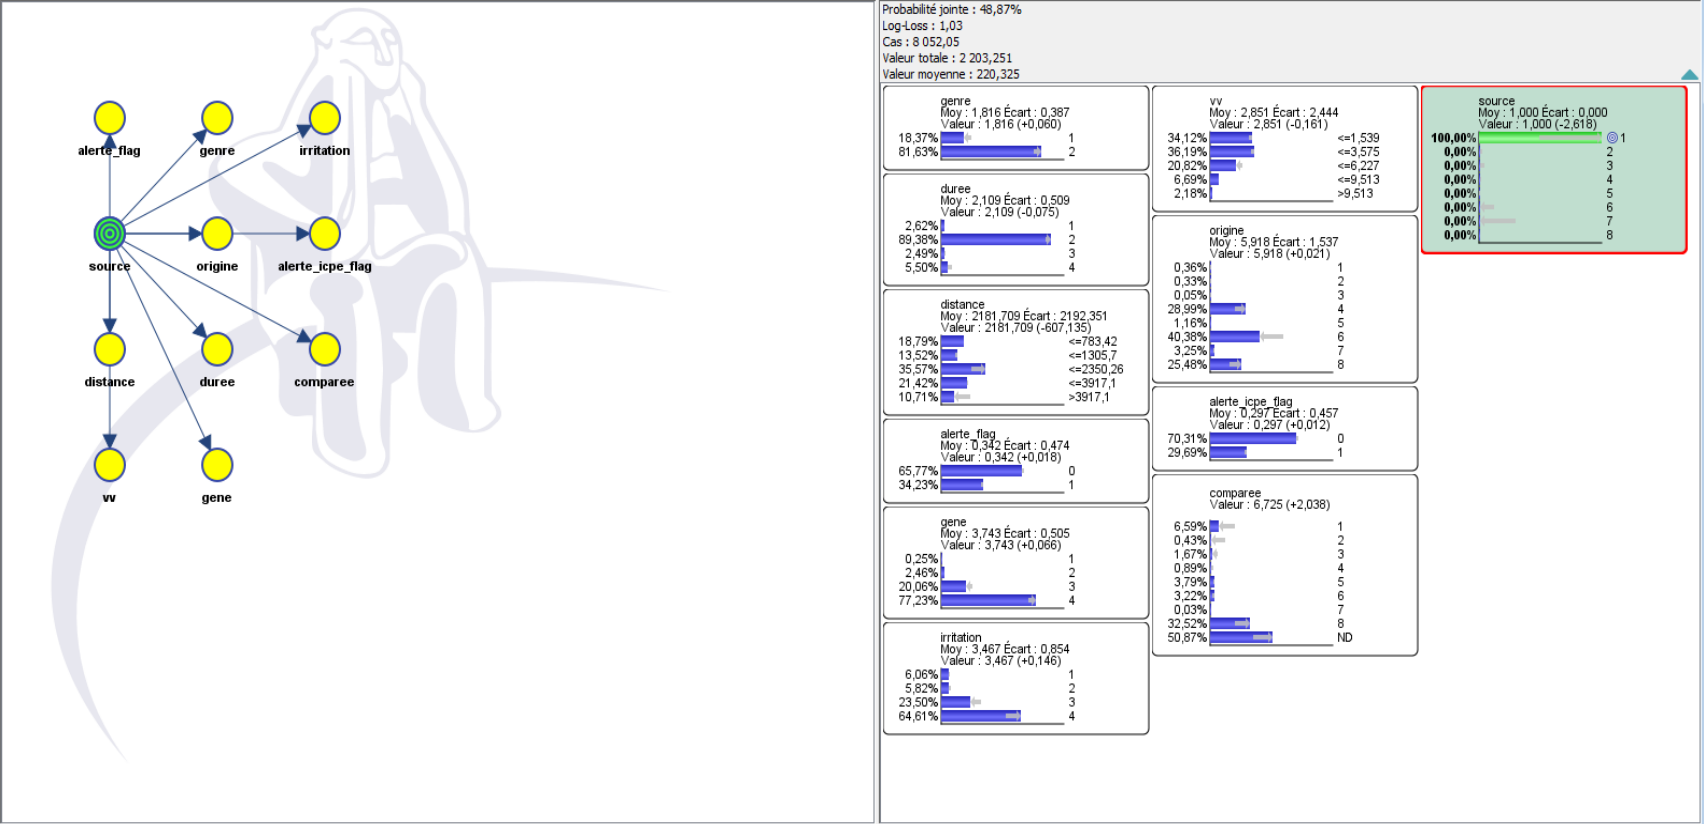 alerte_flag
genre
irritation
source
origine
alerte_icpe_flag
distance
duree
comparee
vv
gene
Probabilité jointe : 48,87%
Log-Loss : 1,03
Cas : 8 052,05
Valeur totale : 2 203,251
Valeur moyenne : 220,325
genre
Moy : 1,816 Écart : 0,387
Valeur : 1,816 (+0,060)
18,37% 1
81,63% 2
duree
Moy : 2,109 Écart : 0,509
Valeur : 2,109 (-0,075)
2,62% 1
89,38% 2
2,49% 3
5,50% 4
distance
Moy : 2181,709 Écart : 2192,351
Valeur : 2181,709 (-607,135)
18,79% <=783,42
13,52% <=1305,7
35,57% <=2350,26
21,42% <=3917,1
10,71% >3917,1
alerte_flag
Moy : 0,342 Écart : 0,474
Valeur : 0,342 (+0,018)
65,77% 0
34,23% 1
gene
Moy : 3,743 Écart : 0,505
Valeur : 3,743 (+0,066)
0,25% 1
2,46% 2
20,06% 3
77,23% 4
irritation
Moy : 3,467 Écart : 0,854
Valeur : 3,467 (+0,146)
6,06% 1
5,82% 2
23,50% 3
64,61% 4
vv
Moy : 2,851 Écart : 2,444
Valeur : 2,851 (-0,161)
34,12% <=1,539
36,19% <=3,575
20,82% <=6,227
6,69% <=9,513
2,18% >9,513
origine
Moy : 5,918 Écart : 1,537
Valeur : 5,918 (+0,021)
0,36% 1
0,33% 2
0,05% 3
28,99% 4
1,16% 5
40,38% 6
3,25% 7
25,48% 8
alerte_icpe_flag
Moy : 0,297 Écart : 0,457
Valeur : 0,297 (+0,012)
70,31% 0
29,69% 1
comparee
Valeur : 6,725 (+2,038)
6,59% 1
0,43% 2
1,67% 3
0,89% 4
3,79% 5
3,22% 6
0,03% 7
32,52% 8
50,87% ND
source
Moy : 1,000 Écart : 0,000
Valeur : 1,000 (-2,618)
100,00% 1
0,00% 2
0,00% 3
0,00% 4
0,00% 5
0,00% 6
0,00% 7
0,00% 8